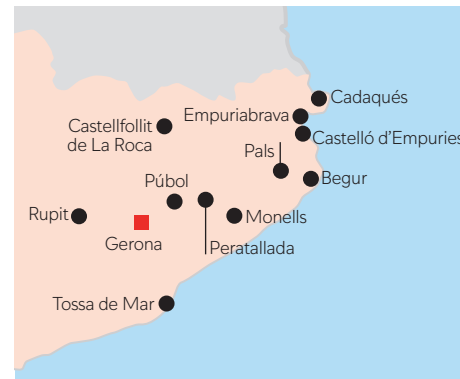 Cadaqués
Empuriabrava
Castellfollit
de La Roca
Castelló d’Empuries
Pals
Púbol
Begur
Rupit
Monells
Gerona
Peratallada
Tossa de Mar